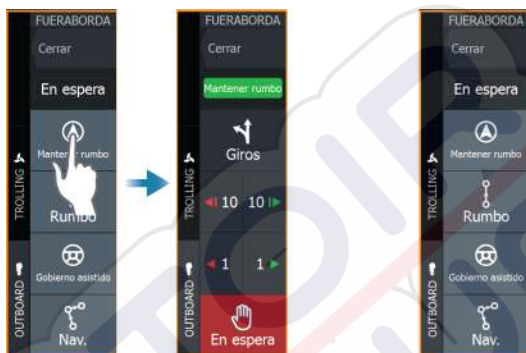 FUERABORDA
Cerrar
En espera
Mantener rumbo
Rumbo
Gobierno asistido
Nav.
TROLLING
OUTBOARD
FUERABORDA
Cerrar
Mantener rumbo
Giros
10 10
1 1
En espera
TROLLING
OUTBOARD
FUERABORDA
Cerrar
En espera
Mantener rumbo
Rumbo
Gobierno asistido
Nav.
TROLLING
OUTBOARD